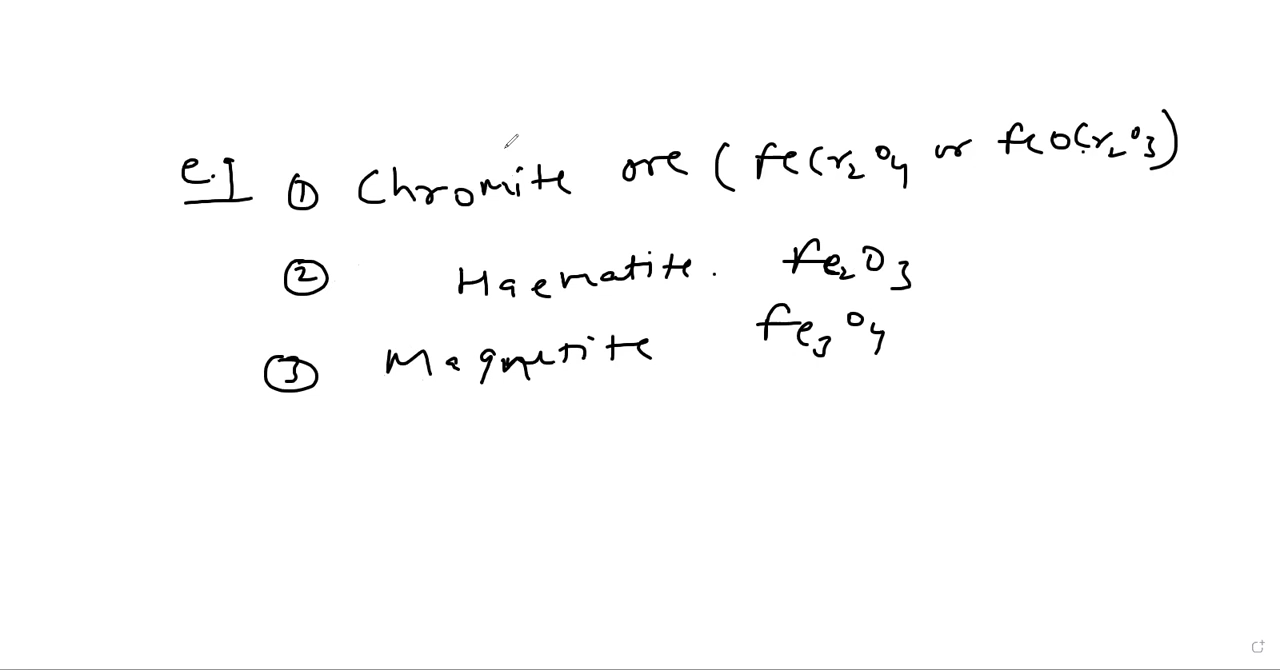 e.g ① Chromite ore (FeCr₂O₄ or FeO.Cr₂O₃)
② Haematite. Fe₂O₃
③ Magnetite Fe₃O₄